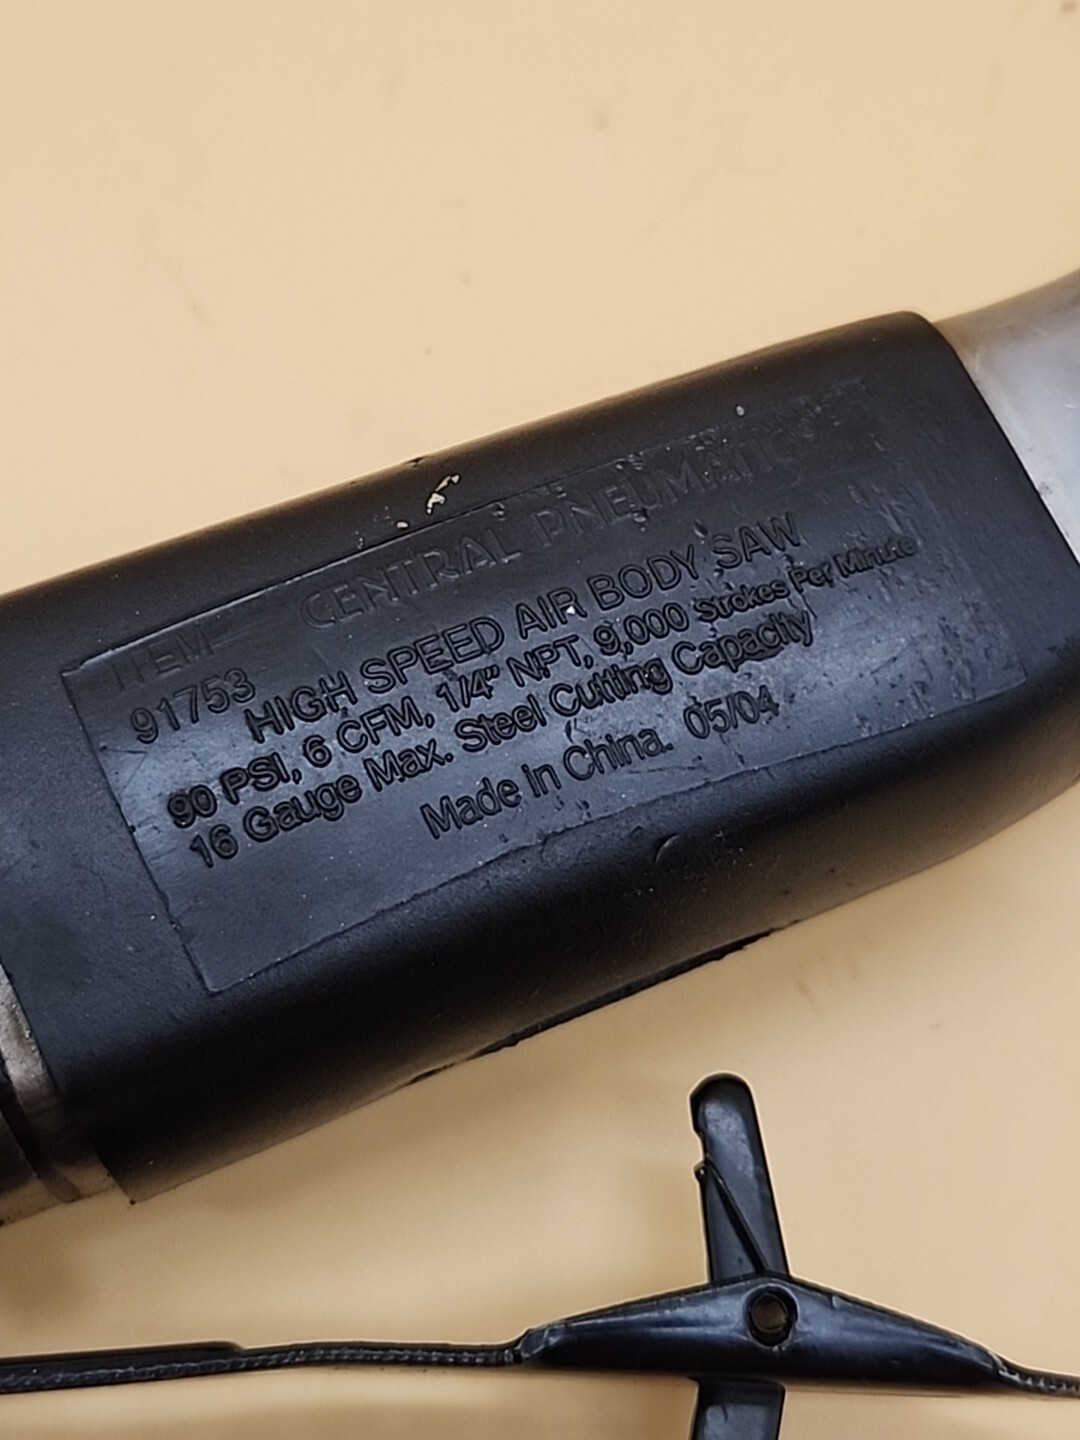 CENTRAL PNEUMATIC®
ITEM
91753
HIGH SPEED AIR BODY SAW
90 PSI, 6 CFM, 1/4" NPT, 9,000 Strokes Per Minute
16 Gauge Max. Steel Cutting Capacity
Made in China. 05/04